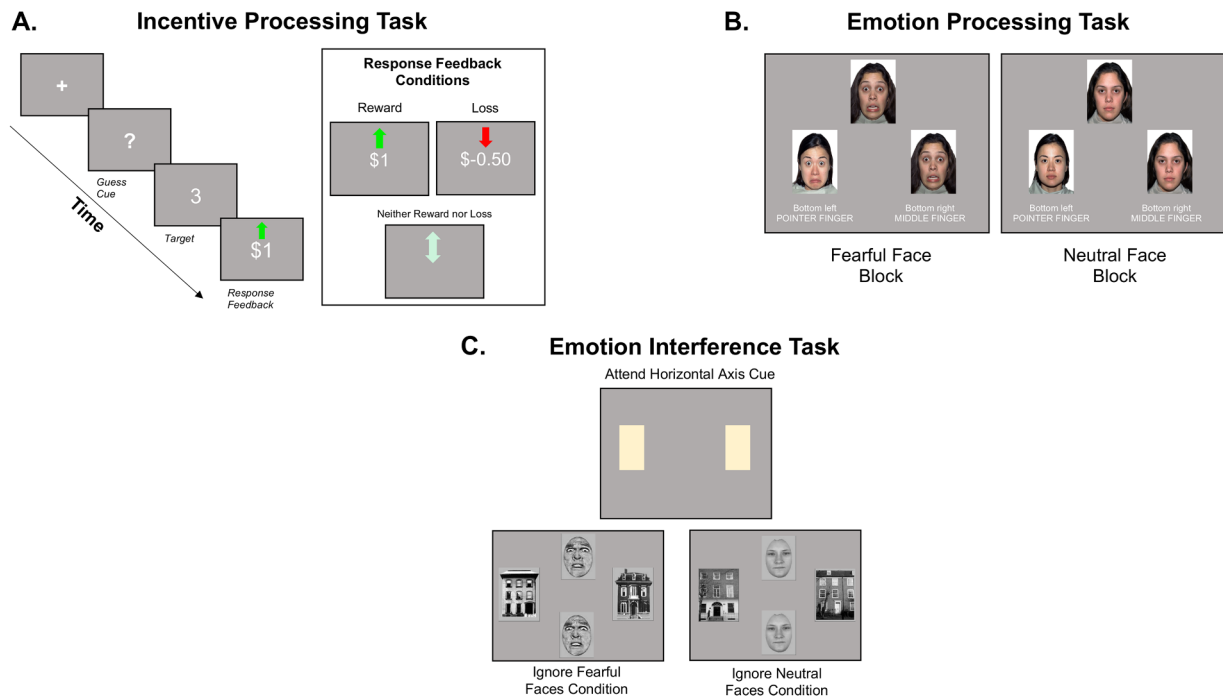 A. Incentive Processing Task
+
?
Guess
Cue
3
Target
$1
Response
Feedback
Time
Response Feedback
Conditions
Reward
Loss
$1
$-0.50
Neither Reward nor Loss
B. Emotion Processing Task
Bottom left
POINTER FINGER
Bottom right
MIDDLE FINGER
Bottom left
POINTER FINGER
Bottom right
MIDDLE FINGER
Fearful Face
Block
Neutral Face
Block
C. Emotion Interference Task
Attend Horizontal Axis Cue
Ignore Fearful
Faces Condition
Ignore Neutral
Faces Condition